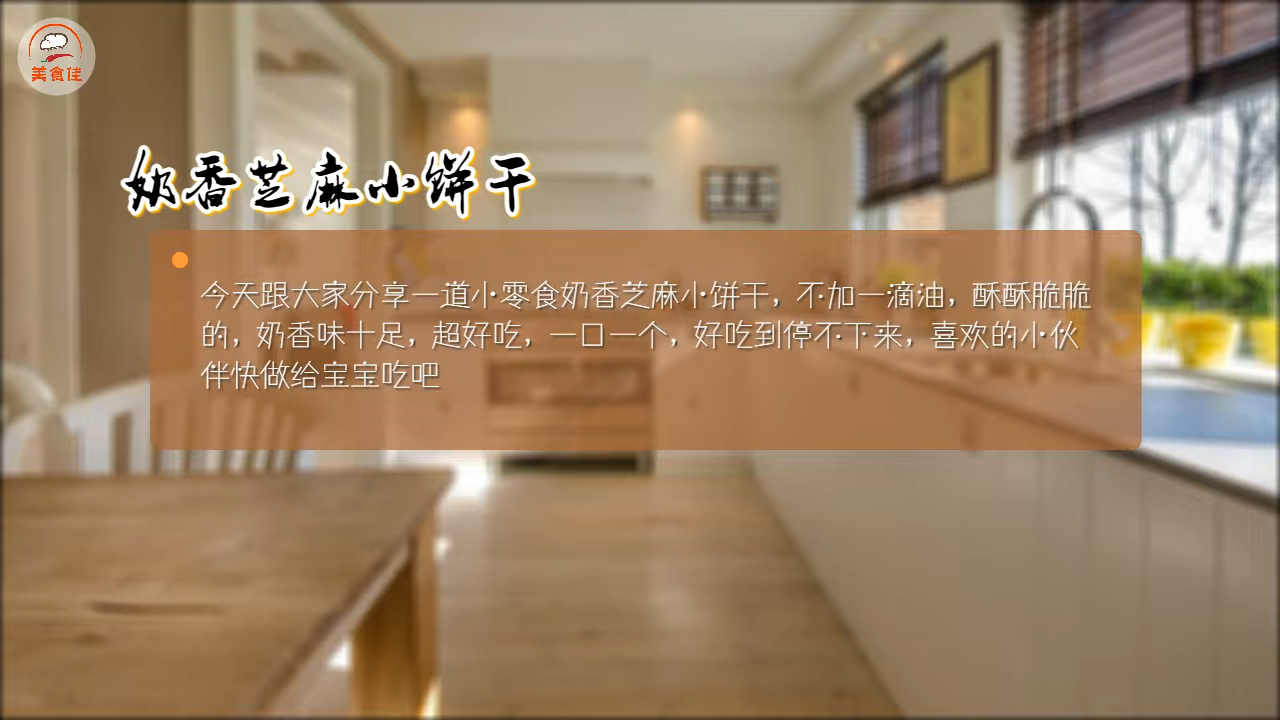 美食佳
奶香芝麻小饼干
今天跟大家分享一道小零食奶香芝麻小饼干，不加一滴油，酥酥脆脆
的，奶香味十足，超好吃，一口一个，好吃到停不下来，喜欢的小伙
伴快做给宝宝吃吧